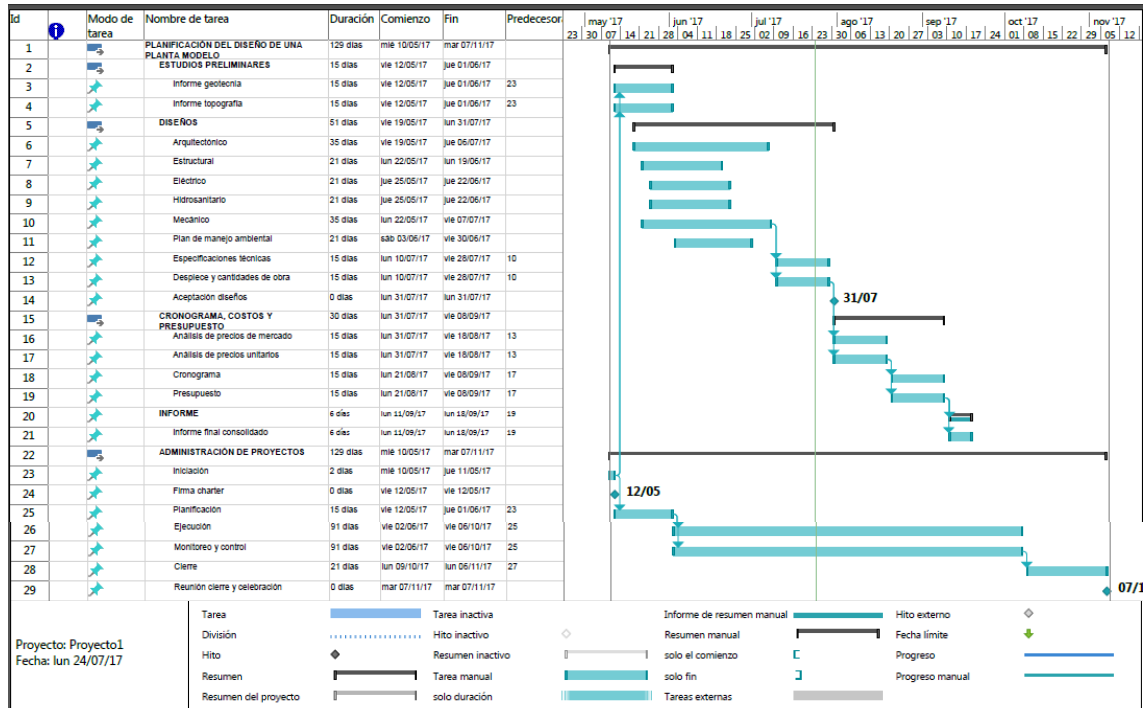 Id Modo de tarea Nombre de tarea Duración Comienzo Fin Predecesor may '17 jun '17 jul '17 ago '17 sep '17 oct '17 nov '17
23 30 07 14 21 28 04 11 18 25 02 09 16 23 30 06 13 20 27 03 10 17 24 01 08 15 22 29 05 12
1 PLANIFICACIÓN DEL DISEÑO DE UNA PLANTA MODELO 129 días mié 10/05/17 mar 07/11/17
2 ESTUDIOS PRELIMINARES 15 días vie 12/05/17 jue 01/06/17
3 Informe geotecnia 15 días vie 12/05/17 jue 01/06/17 23
4 Informe topografía 15 días vie 12/05/17 jue 01/06/17 23
5 DISEÑOS 51 días vie 19/05/17 lun 31/07/17
6 Arquitectónico 35 días vie 19/05/17 jue 06/07/17
7 Estructural 21 días lun 22/05/17 lun 19/06/17
8 Eléctrico 21 días jue 25/05/17 jue 22/06/17
9 Hidrosanitario 21 días jue 25/05/17 jue 22/06/17
10 Mecánico 35 días lun 22/05/17 vie 07/07/17
11 Plan de manejo ambiental 21 días sáb 03/06/17 vie 30/06/17
12 Especificaciones técnicas 15 días lun 10/07/17 vie 28/07/17 10
13 Despiece y cantidades de obra 15 días lun 10/07/17 vie 28/07/17 10
14 Aceptación diseños 0 días lun 31/07/17 lun 31/07/17 31/07
15 CRONOGRAMA, COSTOS Y PRESUPUESTO 30 días lun 31/07/17 vie 08/09/17
16 Análisis de precios de mercado 15 días lun 31/07/17 vie 18/08/17 13
17 Análisis de precios unitarios 15 días lun 31/07/17 vie 18/08/17 13
18 Cronograma 15 días lun 21/08/17 vie 08/09/17 17
19 Presupuesto 15 días lun 21/08/17 vie 08/09/17 17
20 INFORME 6 días lun 11/09/17 lun 18/09/17 19
21 Informe final consolidado 6 días lun 11/09/17 lun 18/09/17 19
22 ADMINISTRACIÓN DE PROYECTOS 129 días mié 10/05/17 mar 07/11/17
23 Iniciación 2 días mié 10/05/17 jue 11/05/17
24 Firma charter 0 días vie 12/05/17 vie 12/05/17 12/05
25 Planificación 15 días vie 12/05/17 jue 01/06/17 23
26 Ejecución 91 días vie 02/06/17 vie 06/10/17 25
27 Monitoreo y control 91 días vie 02/06/17 vie 06/10/17 25
28 Cierre 21 días lun 09/10/17 lun 06/11/17 27
29 Reunión cierre y celebración 0 días mar 07/11/17 mar 07/11/17 07/1
Proyecto: Proyecto1
Fecha: lun 24/07/17
Tarea Tarea inactiva Informe de resumen manual Hito externo
División Hito inactivo Resumen manual Fecha límite
Hito Resumen inactivo solo el comienzo Progreso
Resumen Tarea manual solo fin Progreso manual
Resumen del proyecto solo duración Tareas externas